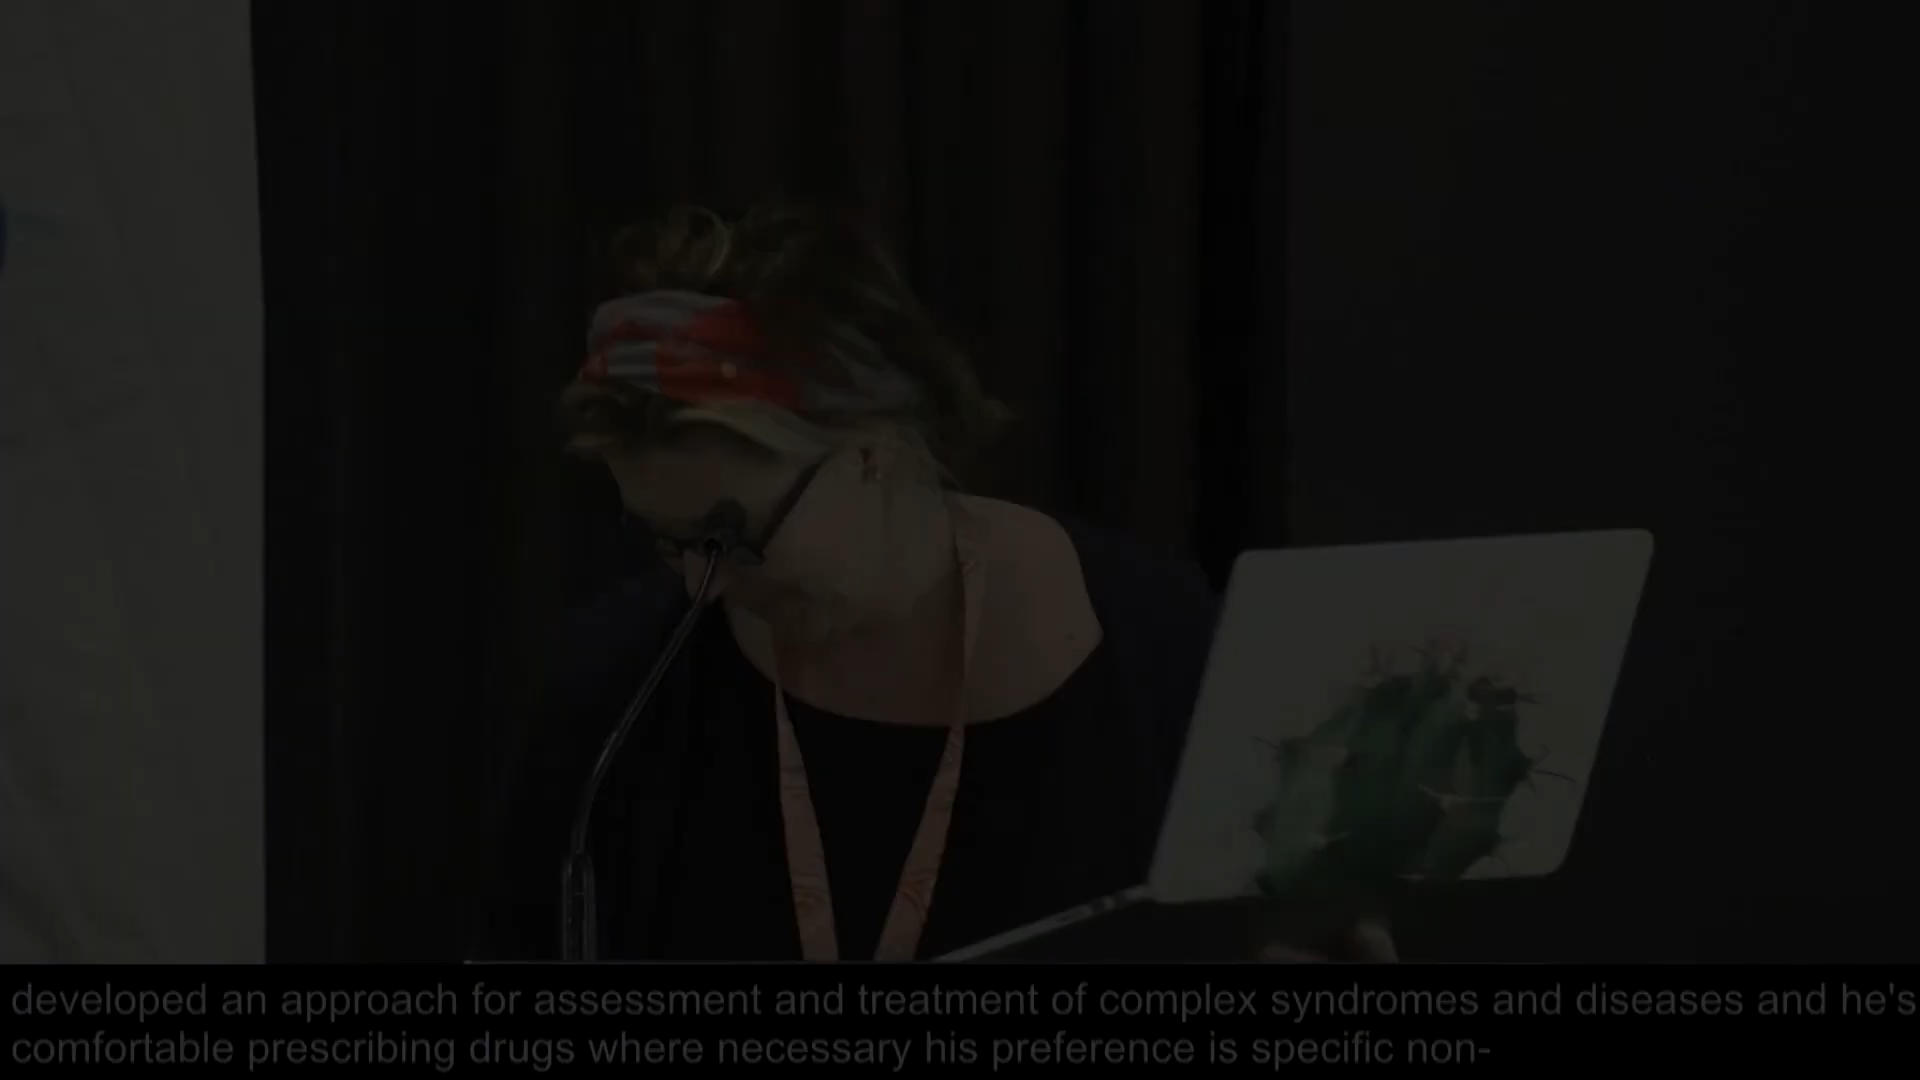 developed an approach for assessment and treatment of complex syndromes and diseases and he's
comfortable prescribing drugs where necessary his preference is specific non-